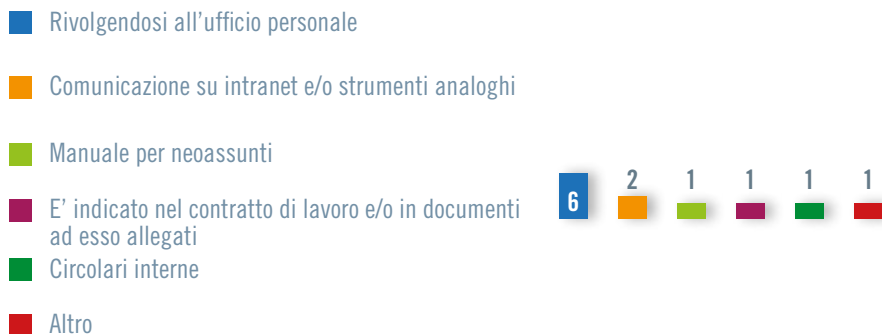 Rivolgendosi all’ufficio personale
Comunicazione su intranet e/o strumenti analoghi
Manuale per neoassunti
E’ indicato nel contratto di lavoro e/o in documenti
ad esso allegati
Circolari interne
Altro
6 2 1 1 1 1